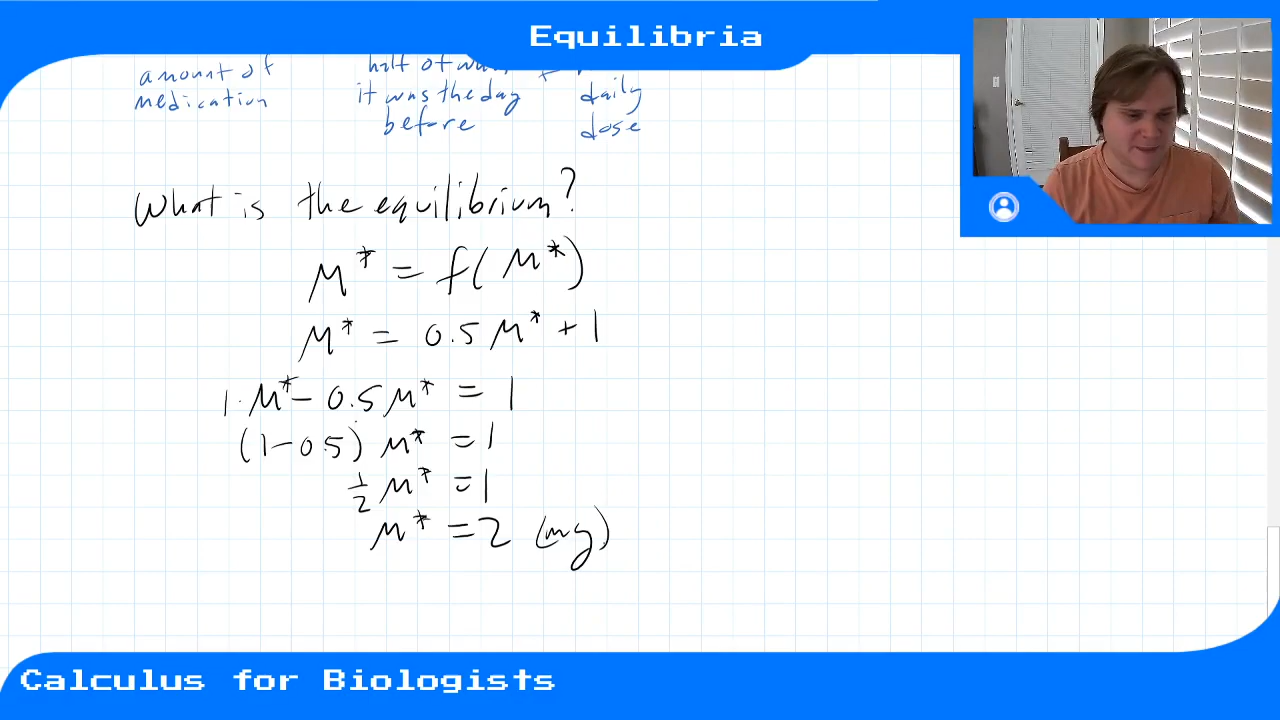 Equilibria
amount of half of
medication it was the day daily
before dose
What is the equilibrium?
M* = f(M*)
M* = 0.5M* + 1
1·M* - 0.5M* = 1
(1-0.5) M* = 1
1/2 M* = 1
M* = 2 (mg)
Calculus for Biologists